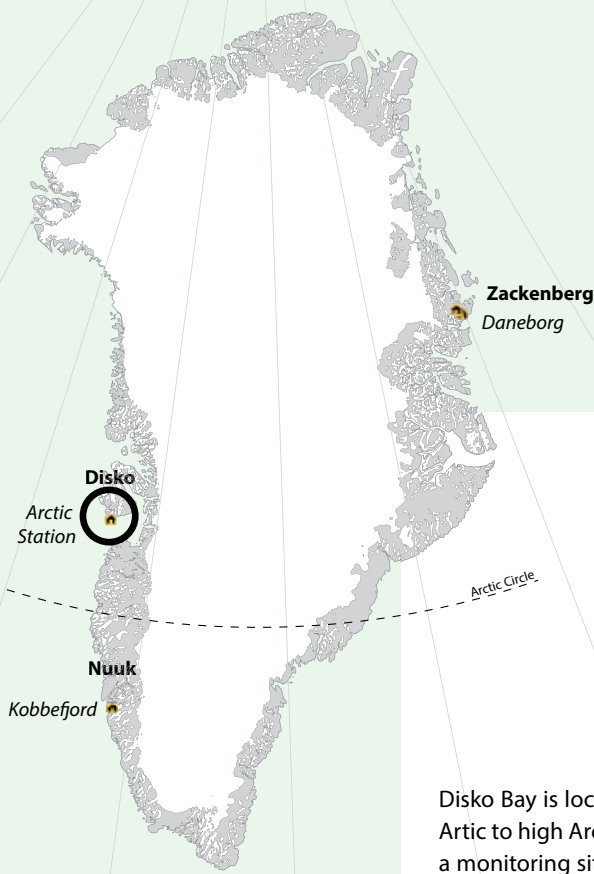 Zackenberg
Daneborg
Disko
Arctic
Station
Arctic Circle
Nuuk
Kobbefjord
Disko Bay is loc
Artic to high Arc
a monitoring sit